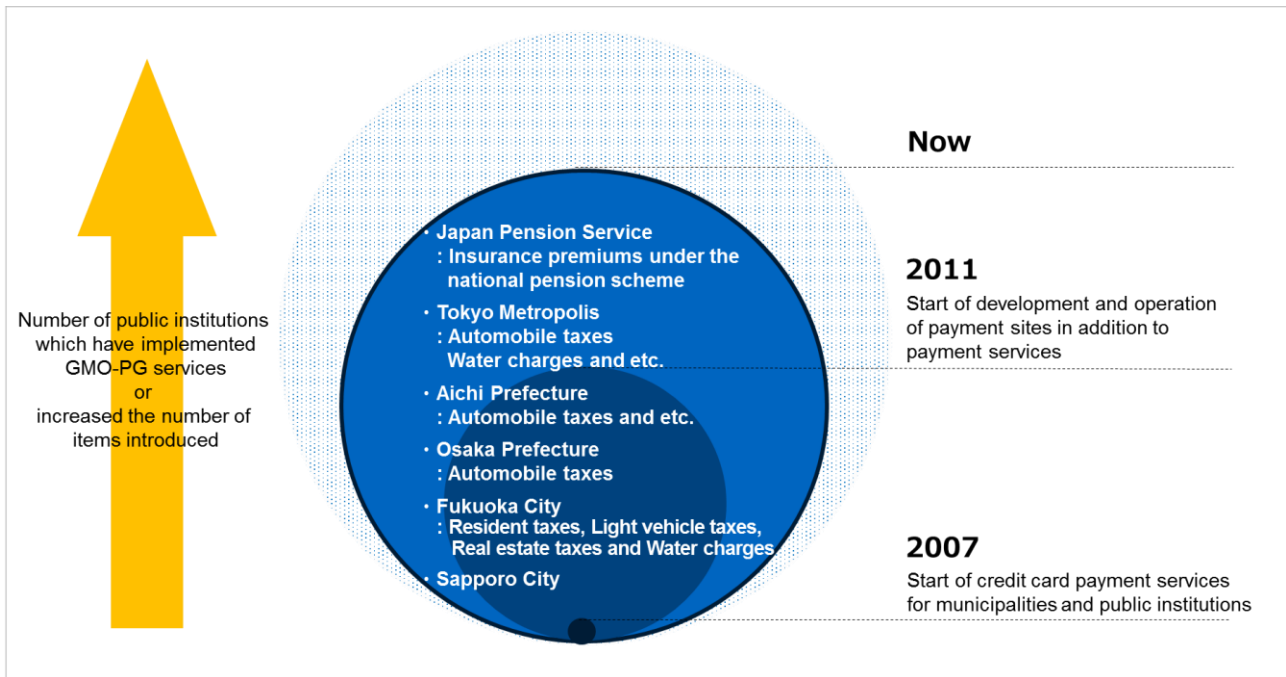 Number of public institutions
which have implemented
GMO-PG services
or
increased the number of
items introduced
・Japan Pension Service
: Insurance premiums under the
national pension scheme
・Tokyo Metropolis
: Automobile taxes
Water charges and etc.
・Aichi Prefecture
: Automobile taxes and etc.
・Osaka Prefecture
: Automobile taxes
・Fukuoka City
: Resident taxes, Light vehicle taxes,
Real estate taxes and Water charges
・Sapporo City
Now
2011
Start of development and operation
of payment sites in addition to
payment services
2007
Start of credit card payment services
for municipalities and public institutions